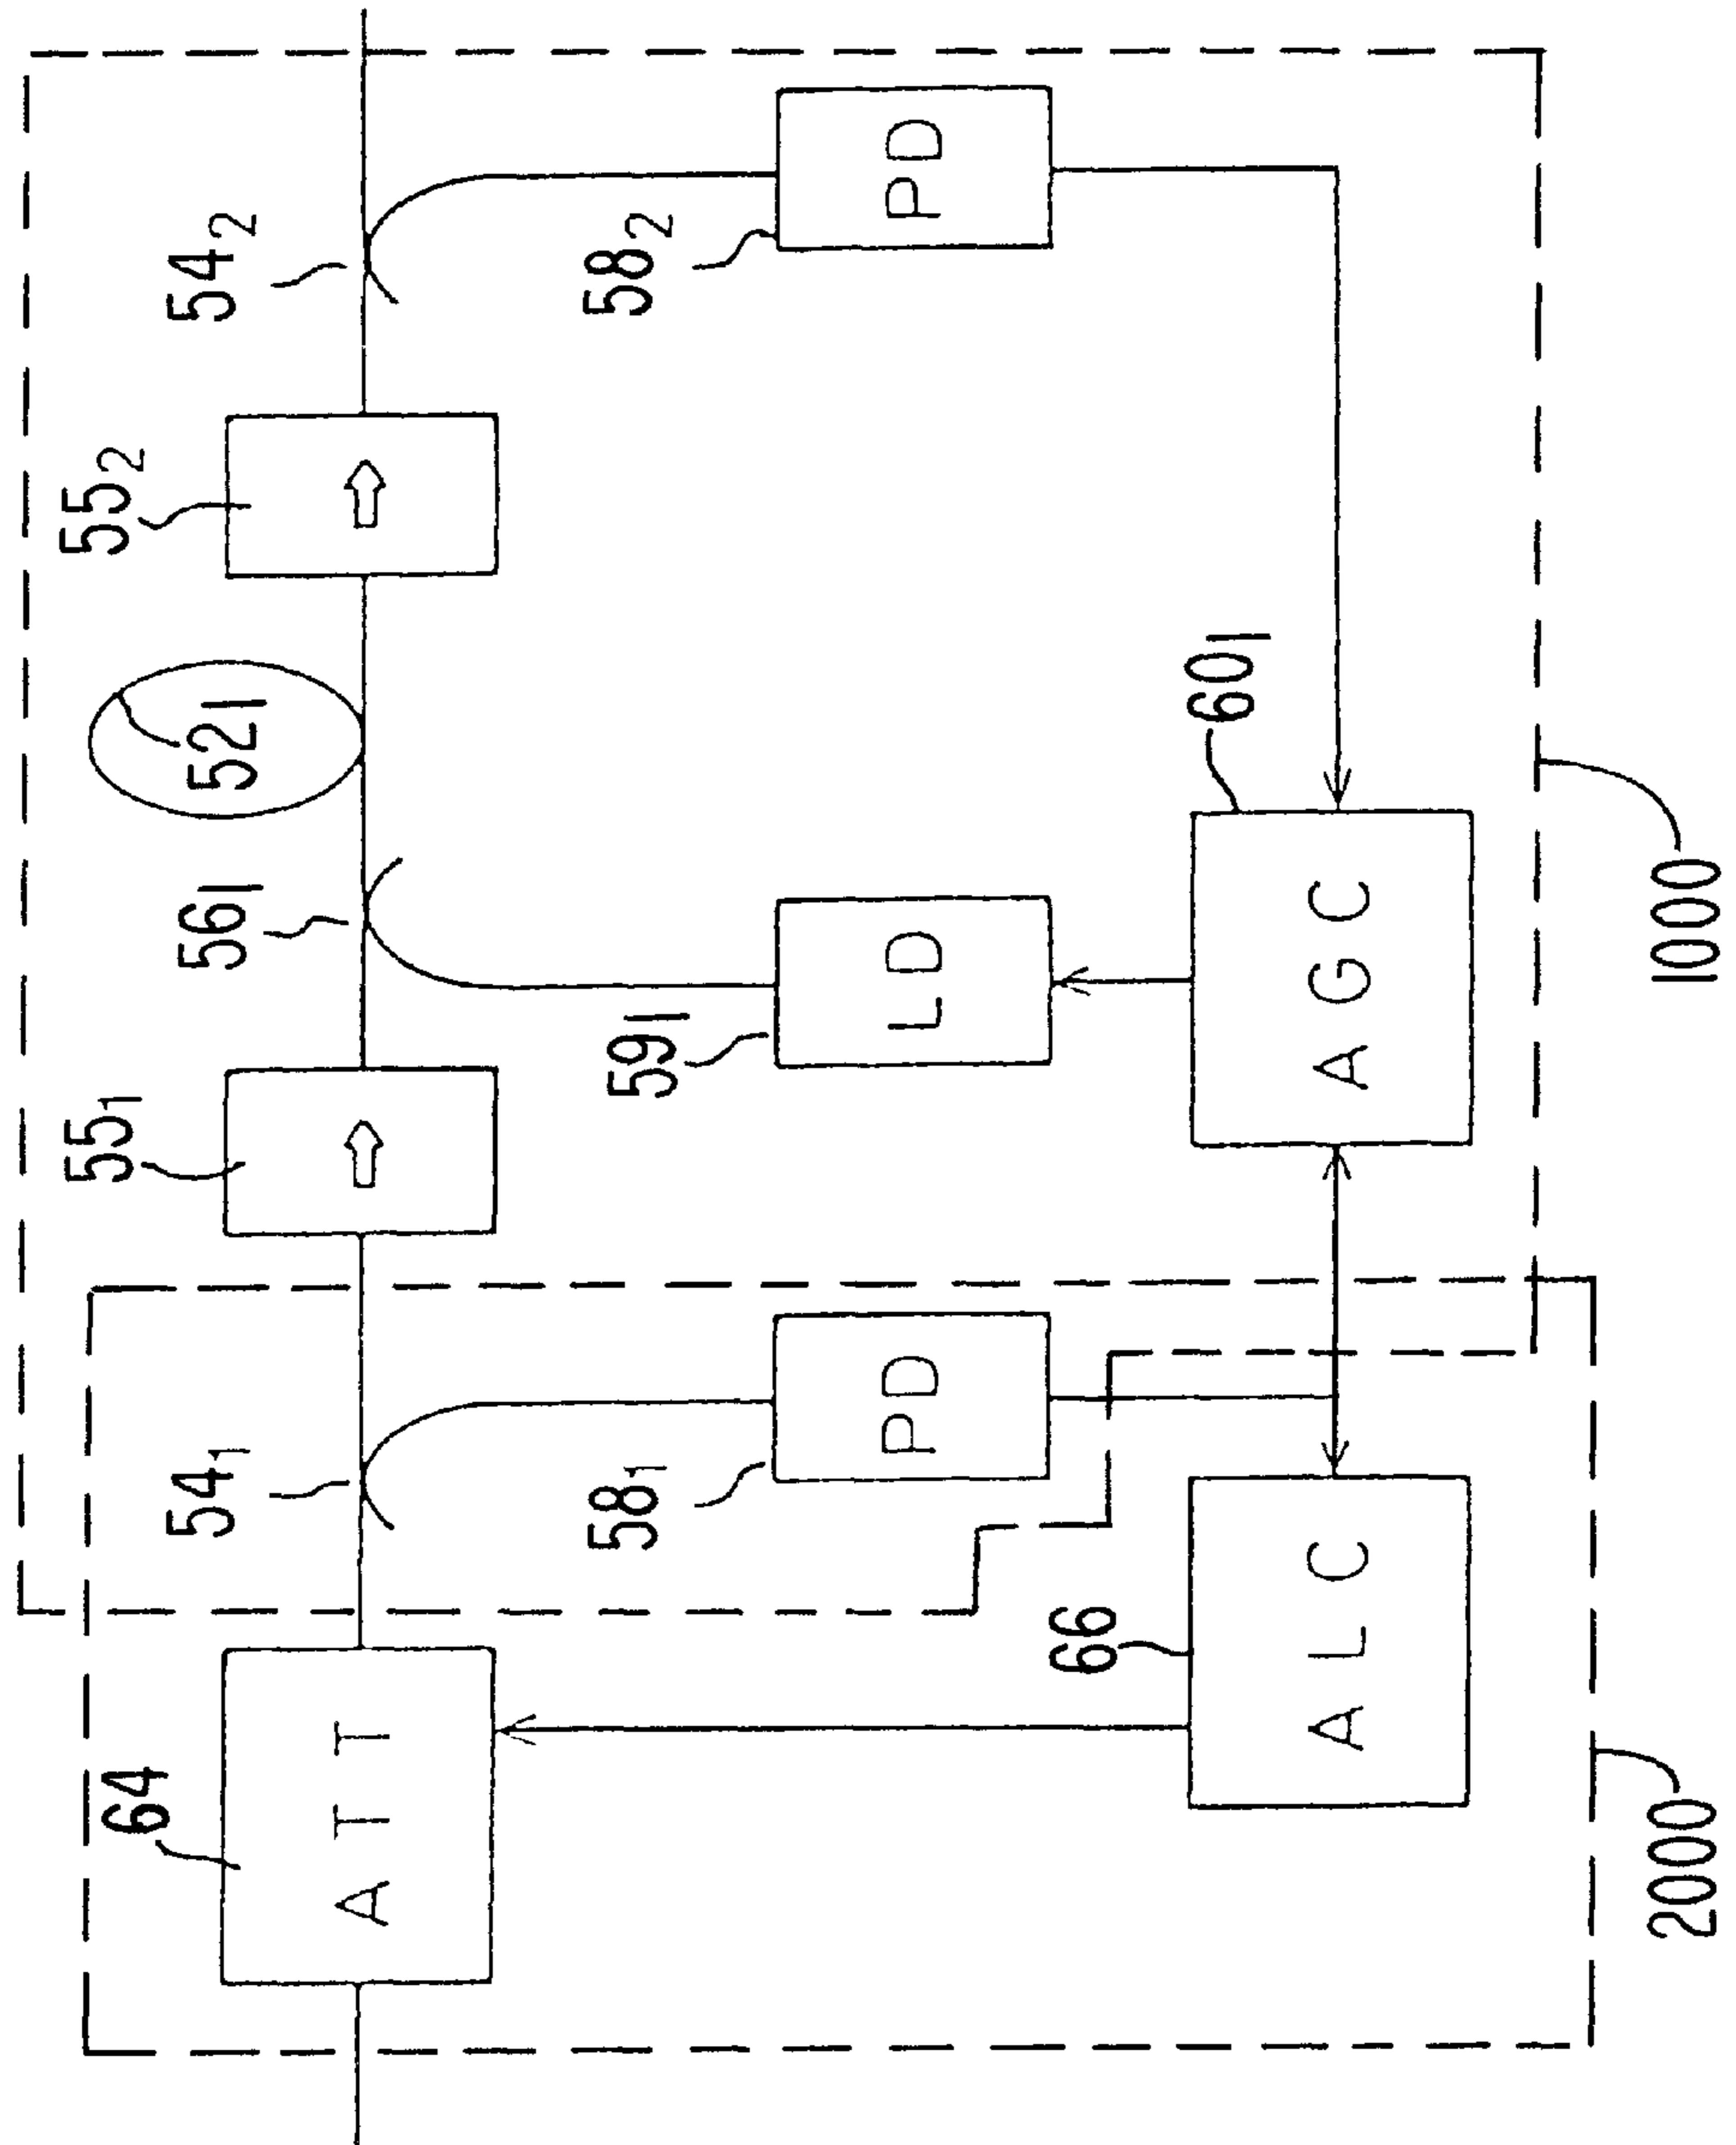 55₁
56₁
52₁
55₂
64
ATT
54₁
54₂
58₁
PD
59₁
LD
58₂
PD
66
ALC
60₁
AGC
2000
1000